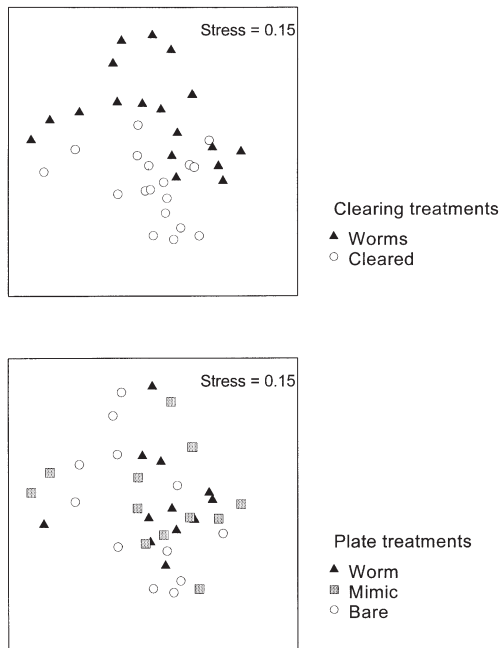 Stress = 0.15
Clearing treatments
Worms
Cleared
Stress = 0.15
Plate treatments
Worm
Mimic
Bare